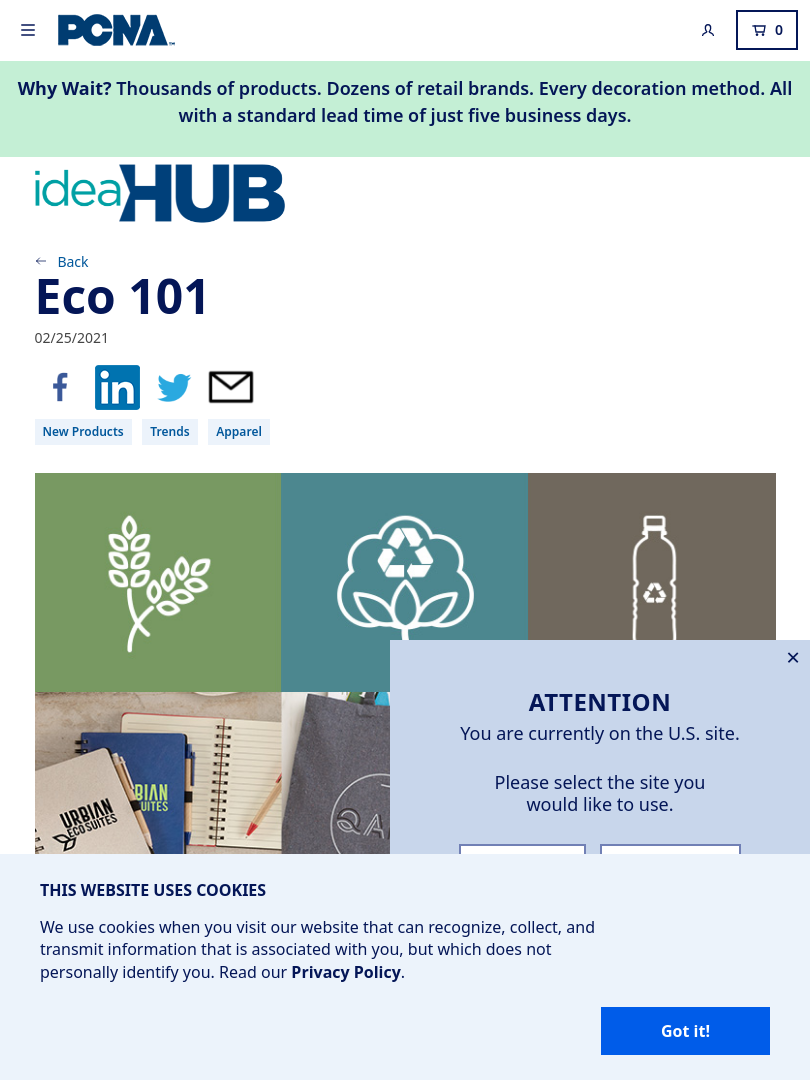 PCNA
0
Why Wait? Thousands of products. Dozens of retail brands. Every decoration method. All
with a standard lead time of just five business days.
ideaHUB
Back
Eco 101
02/25/2021
New Products
Trends
Apparel
URBIAN
ECO SUITES
BIAN
UITES
✕
ATTENTION
You are currently on the U.S. site.
Please select the site you
would like to use.
THIS WEBSITE USES COOKIES
We use cookies when you visit our website that can recognize, collect, and
transmit information that is associated with you, but which does not
personally identify you. Read our Privacy Policy.
Got it!